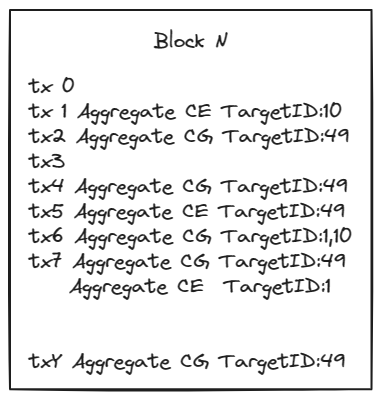 Block N
tx 0
tx 1 Aggregate CE TargetID:10
tx2 Aggregate CG TargetID:49
tx3
tx4 Aggregate CG TargetID:49
tx5 Aggregate CE TargetID:49
tx6 Aggregate CG TargetID:1,10
tx7 Aggregate CG TargetID:49
Aggregate CE TargetID:1
txY Aggregate CG TargetID:49